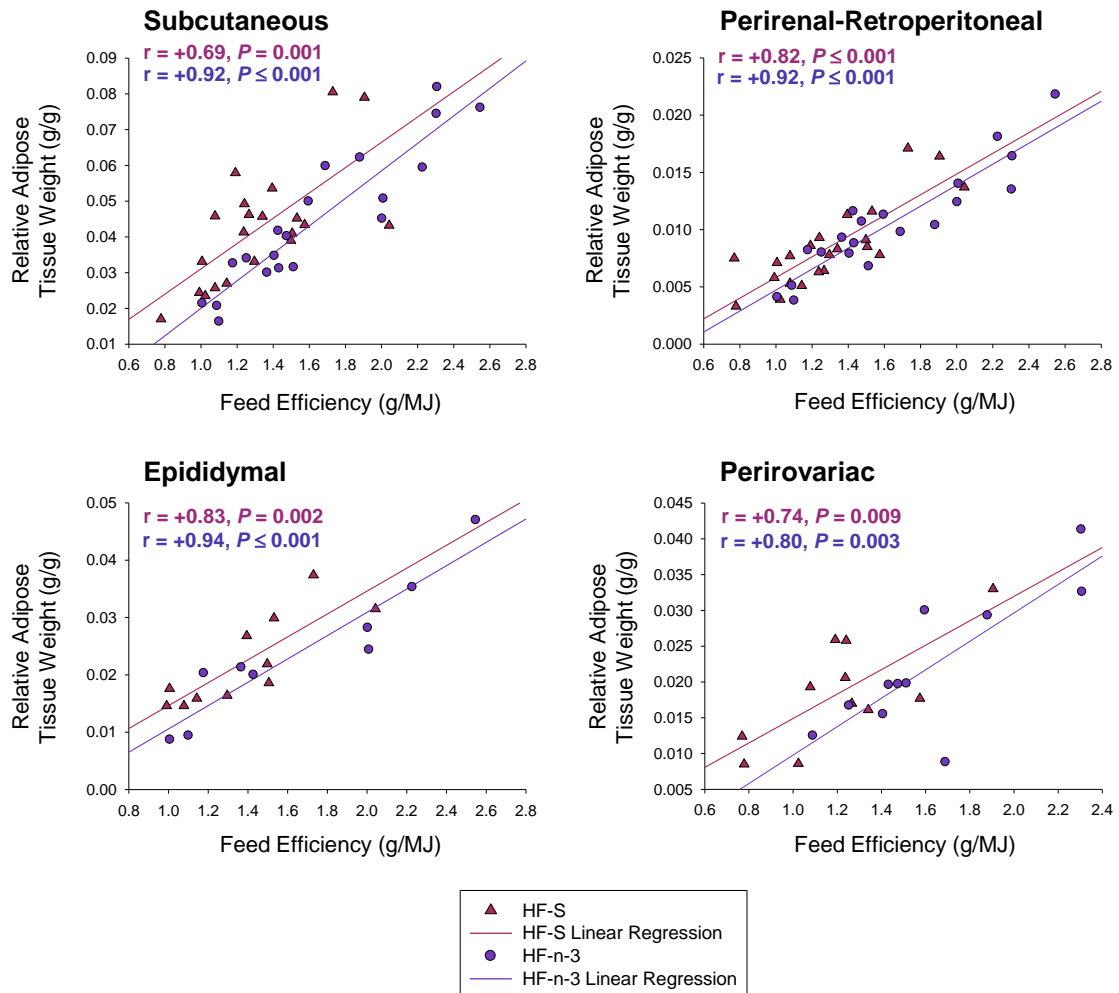 Subcutaneous
r = +0.69, P = 0.001
r = +0.92, P ≤ 0.001
Relative Adipose
Tissue Weight (g/g)
0.09
0.08
0.07
0.06
0.05
0.04
0.03
0.02
0.01
0.6 0.8 1.0 1.2 1.4 1.6 1.8 2.0 2.2 2.4 2.6 2.8
Feed Efficiency (g/MJ)
Perirenal-Retroperitoneal
r = +0.82, P ≤ 0.001
r = +0.92, P ≤ 0.001
Relative Adipose
Tissue Weight (g/g)
0.025
0.020
0.015
0.010
0.005
0.000
0.6 0.8 1.0 1.2 1.4 1.6 1.8 2.0 2.2 2.4 2.6 2.8
Feed Efficiency (g/MJ)
Epididymal
r = +0.83, P = 0.002
r = +0.94, P ≤ 0.001
Relative Adipose
Tissue Weight (g/g)
0.05
0.04
0.03
0.02
0.01
0.00
0.8 1.0 1.2 1.4 1.6 1.8 2.0 2.2 2.4 2.6 2.8
Feed Efficiency (g/MJ)
Perirovariac
r = +0.74, P = 0.009
r = +0.80, P = 0.003
Relative Adipose
Tissue Weight (g/g)
0.045
0.040
0.035
0.030
0.025
0.020
0.015
0.010
0.005
0.6 0.8 1.0 1.2 1.4 1.6 1.8 2.0 2.2 2.4
Feed Efficiency (g/MJ)
HF-S
HF-S Linear Regression
HF-n-3
HF-n-3 Linear Regression